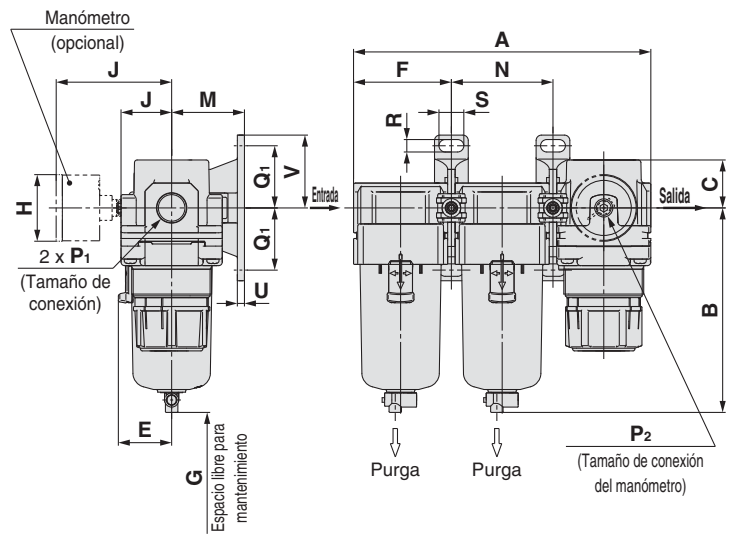 Manómetro
(opcional)
J
J
M
H
V
Q1
Q1
U
2 x P1
(Tamaño de
conexión)
E
G
Espacio libre para
mantenimiento
A
F
N
R
S
C
Entrada
Salida
B
P2
(Tamaño de conexión
del manómetro)
Purga
Purga